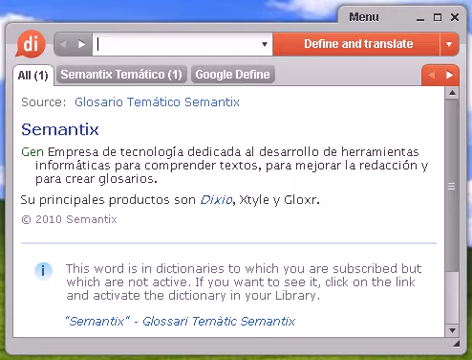 Menu
di
Define and translate
All (1)
Semantix Temático (1)
Google Define
Source: Glosario Temático Semantix
Semantix
Gen Empresa de tecnología dedicada al desarrollo de herramientas
informáticas para comprender textos, para mejorar la redacción y
para crear glosarios.
Su principales producto son Dixio, Xtyle y Gloxr.
© 2010 Semantix
i
This word is in dictionaries to which you are subscribed but
which are not active. If you want to see it, click on the link
and activate the dictionary in your Library.
"Semantix" - Glossari Temàtic Semantix